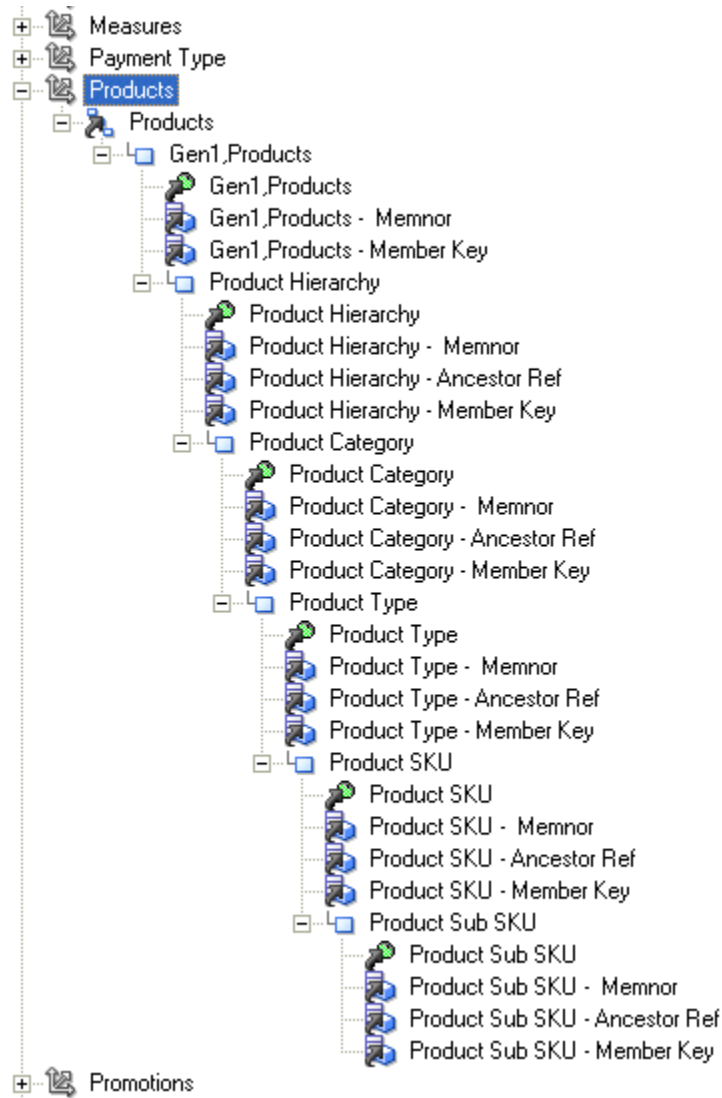 Measures
Payment Type
Products
Products
Gen1,Products
Gen1,Products
Gen1,Products - Memnor
Gen1,Products - Member Key
Product Hierarchy
Product Hierarchy
Product Hierarchy - Memnor
Product Hierarchy - Ancestor Ref
Product Hierarchy - Member Key
Product Category
Product Category
Product Category - Memnor
Product Category - Ancestor Ref
Product Category - Member Key
Product Type
Product Type
Product Type - Memnor
Product Type - Ancestor Ref
Product Type - Member Key
Product SKU
Product SKU
Product SKU - Memnor
Product SKU - Ancestor Ref
Product SKU - Member Key
Product Sub SKU
Product Sub SKU
Product Sub SKU - Memnor
Product Sub SKU - Ancestor Ref
Product Sub SKU - Member Key
Promotions